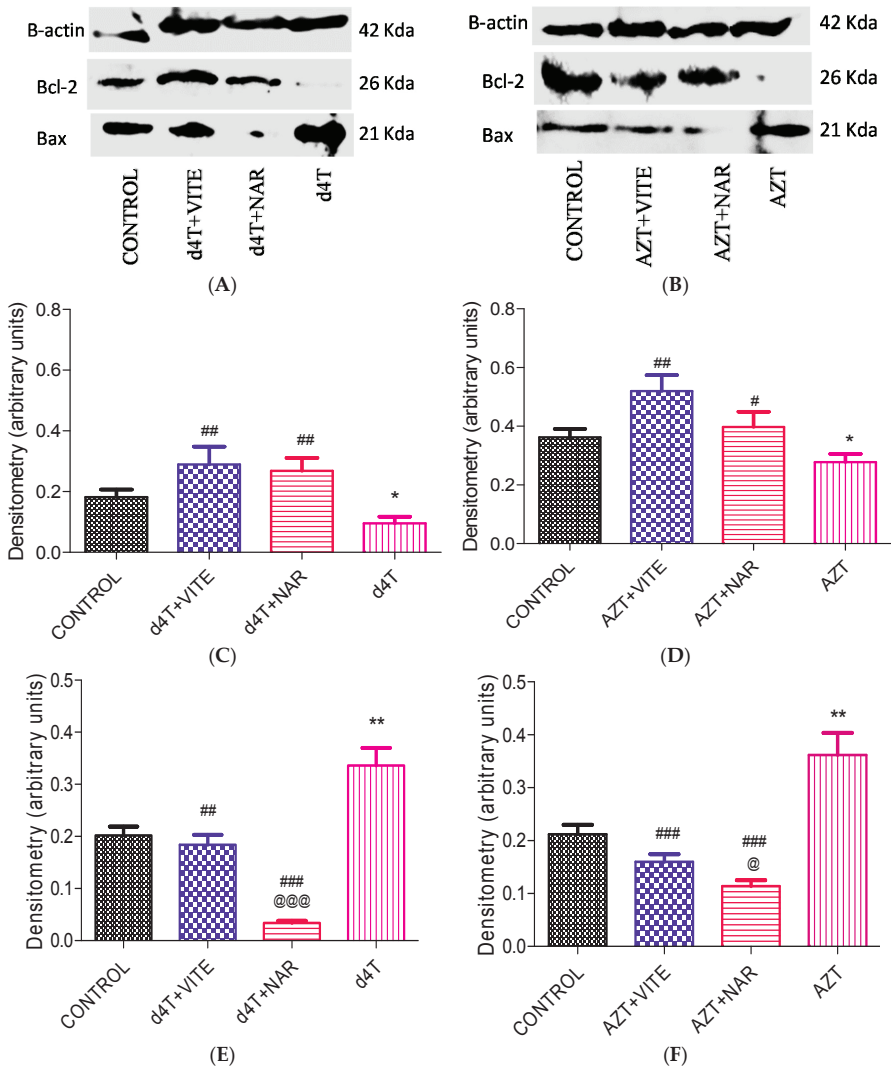 B-actin
42 Kda
Bcl-2
26 Kda
Bax
21 Kda
CONTROL
d4T+VITE
d4T+NAR
d4T
(A)
B-actin
42 Kda
Bcl-2
26 Kda
Bax
21 Kda
CONTROL
AZT+VITE
AZT+NAR
AZT
(B)
Densitometry (arbitrary units)
0.8
0.6
0.4
0.2
0.0
##
##
*
CONTROL
d4T+VITE
d4T+NAR
d4T
(C)
Densitometry (arbitrary units)
0.8
0.6
0.4
0.2
0.0
##
#
*
CONTROL
AZT+VITE
AZT+NAR
AZT
(D)
Densitometry (arbitrary units)
0.5
0.4
0.3
0.2
0.1
0.0
##
###
@@@
**
CONTROL
d4T+VITE
d4T+NAR
d4T
(E)
Densitometry (arbitrary units)
0.5
0.4
0.3
0.2
0.1
0.0
###
###
@
**
CONTROL
AZT+VITE
AZT+NAR
AZT
(F)